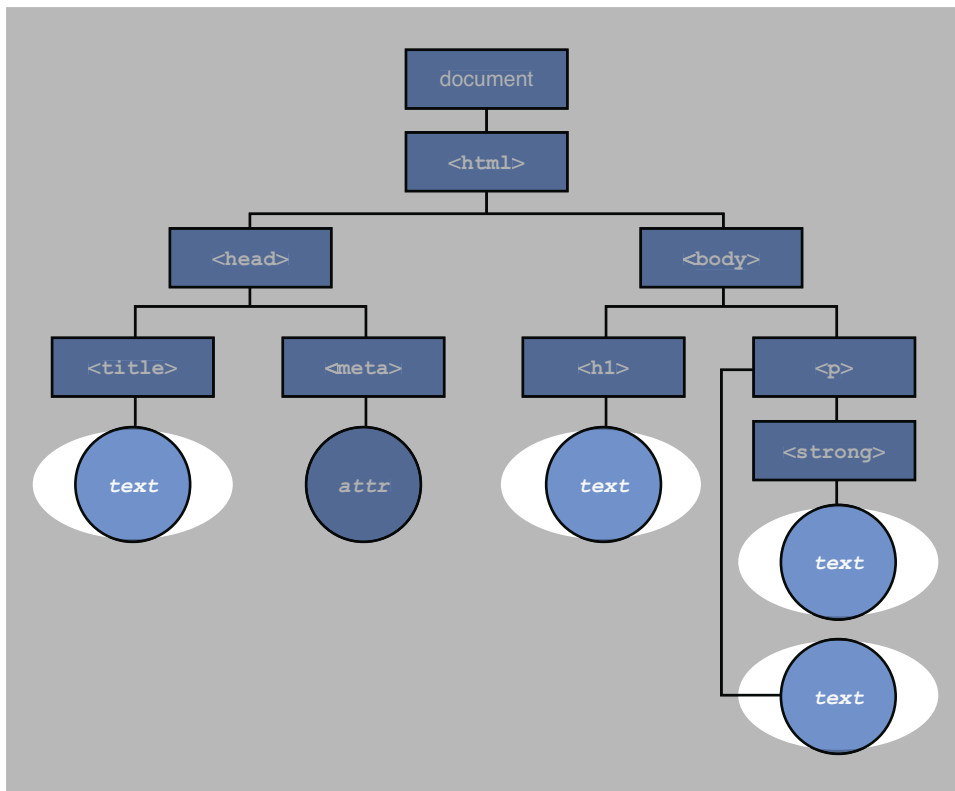 document
<html>
<head>
<body>
<title>
<meta>
<h1>
<p>
<strong>
text
attr
text
text
text